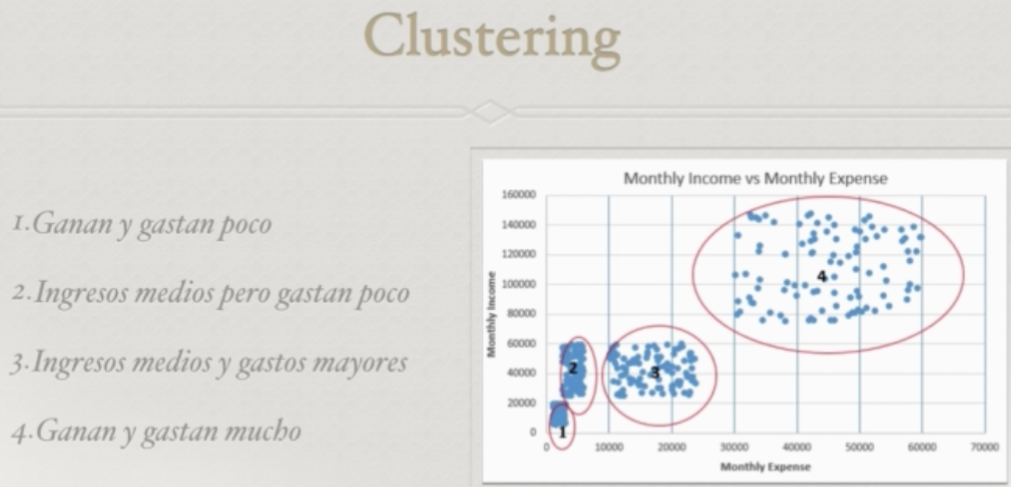 Clustering
1.Ganan y gastan poco
2.Ingresos medios pero gastan poco
3.Ingresos medios y gastos mayores
4.Ganan y gastan mucho
Monthly Income vs Monthly Expense
Monthly Income
160000
140000
120000
100000
80000
60000
40000
20000
0
4
2
3
1
0 10000 20000 30000 40000 50000 60000 70000
Monthly Expense